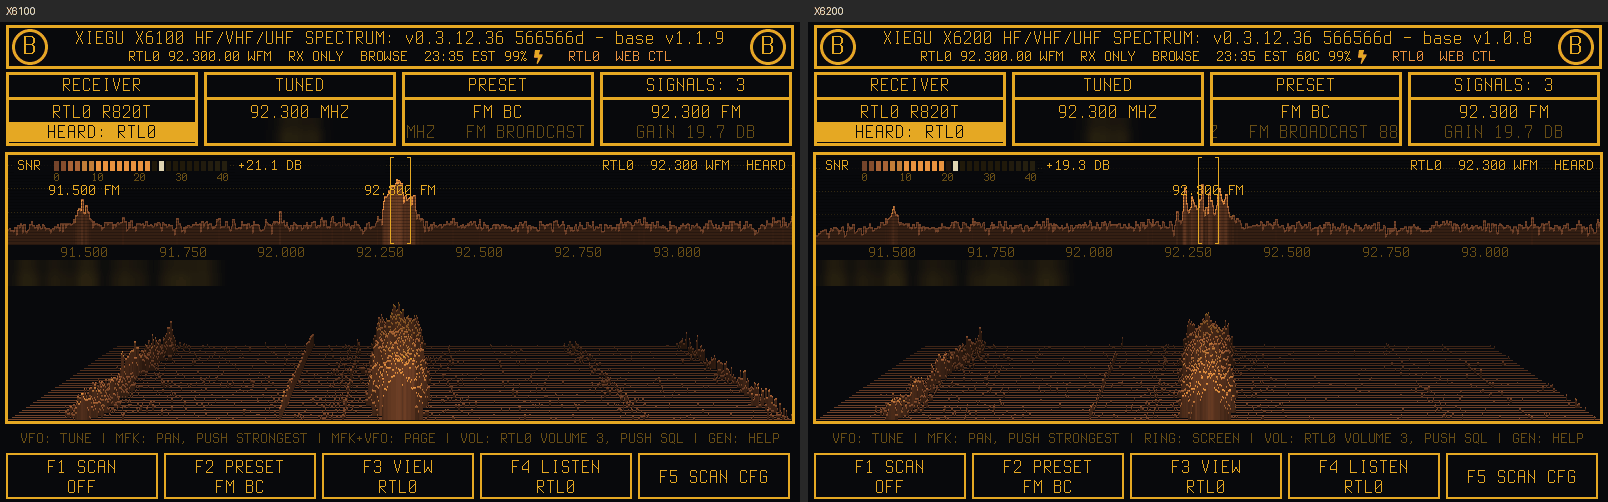 X6100
B
XIEGU X6100 HF/VHF/UHF SPECTRUM: v0.3.12.36 566566d - base v1.1.9
RTL0 92.300.00 WFM RX ONLY BROWSE 23:35 EST 99% RTL0 WEB CTL
B
RECEIVER
RTL0 R820T
HEARD: RTL0
TUNED
92.300 MHZ
PRESET
FM BC
MHZ FM BROADCAST
SIGNALS: 3
92.300 FM
GAIN 19.7 DB
SNR
+21.1 DB
RTL0 92.300 WFM HEARD
0 10 20 30 40
91.500 FM
92.300 FM
91.500 91.750 92.000 92.250 92.500 92.750 93.000
VFO: TUNE | MFK: PAN, PUSH STRONGEST | MFK+VFO: PAGE | VOL: RTL0 VOLUME 3, PUSH SQL | GEN: HELP
F1 SCAN
OFF
F2 PRESET
FM BC
F3 VIEW
RTL0
F4 LISTEN
RTL0
F5 SCAN CFG
X6200
B
XIEGU X6200 HF/VHF/UHF SPECTRUM: v0.3.12.36 566566d - base v1.0.8
RTL0 92.300.00 WFM RX ONLY BROWSE 23:35 EST 60C 99% RTL0 WEB CTL
B
RECEIVER
RTL0 R820T
HEARD: RTL0
TUNED
92.300 MHZ
PRESET
FM BC
FM BROADCAST 88
SIGNALS: 3
92.300 FM
GAIN 19.7 DB
SNR
+19.3 DB
RTL0 92.300 WFM HEARD
0 10 20 30 40
92.300 FM
91.500 91.750 92.000 92.250 92.500 92.750 93.000
VFO: TUNE | MFK: PAN, PUSH STRONGEST | RING: SCREEN | VOL: RTL0 VOLUME 3, PUSH SQL | GEN: HELP
F1 SCAN
OFF
F2 PRESET
FM BC
F3 VIEW
RTL0
F4 LISTEN
RTL0
F5 SCAN CFG